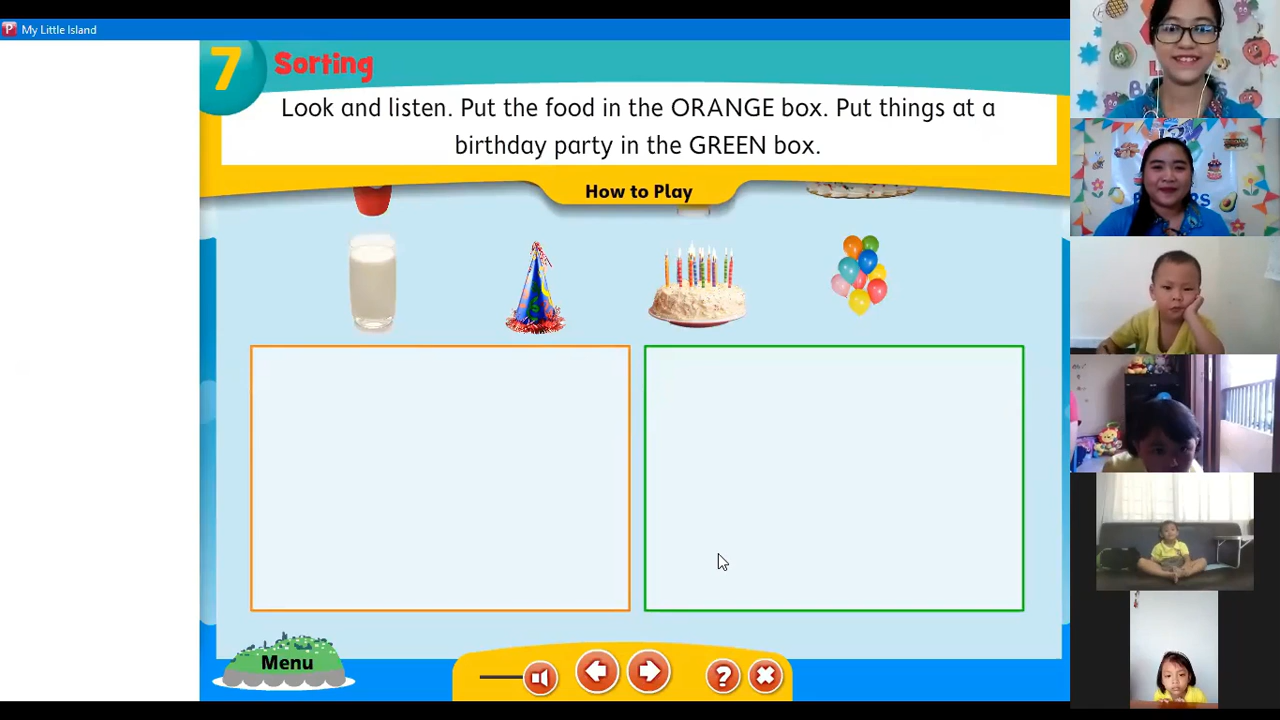 My Little Island
7 Sorting
Look and listen. Put the food in the ORANGE box. Put things at a
birthday party in the GREEN box.
How to Play
Menu
?